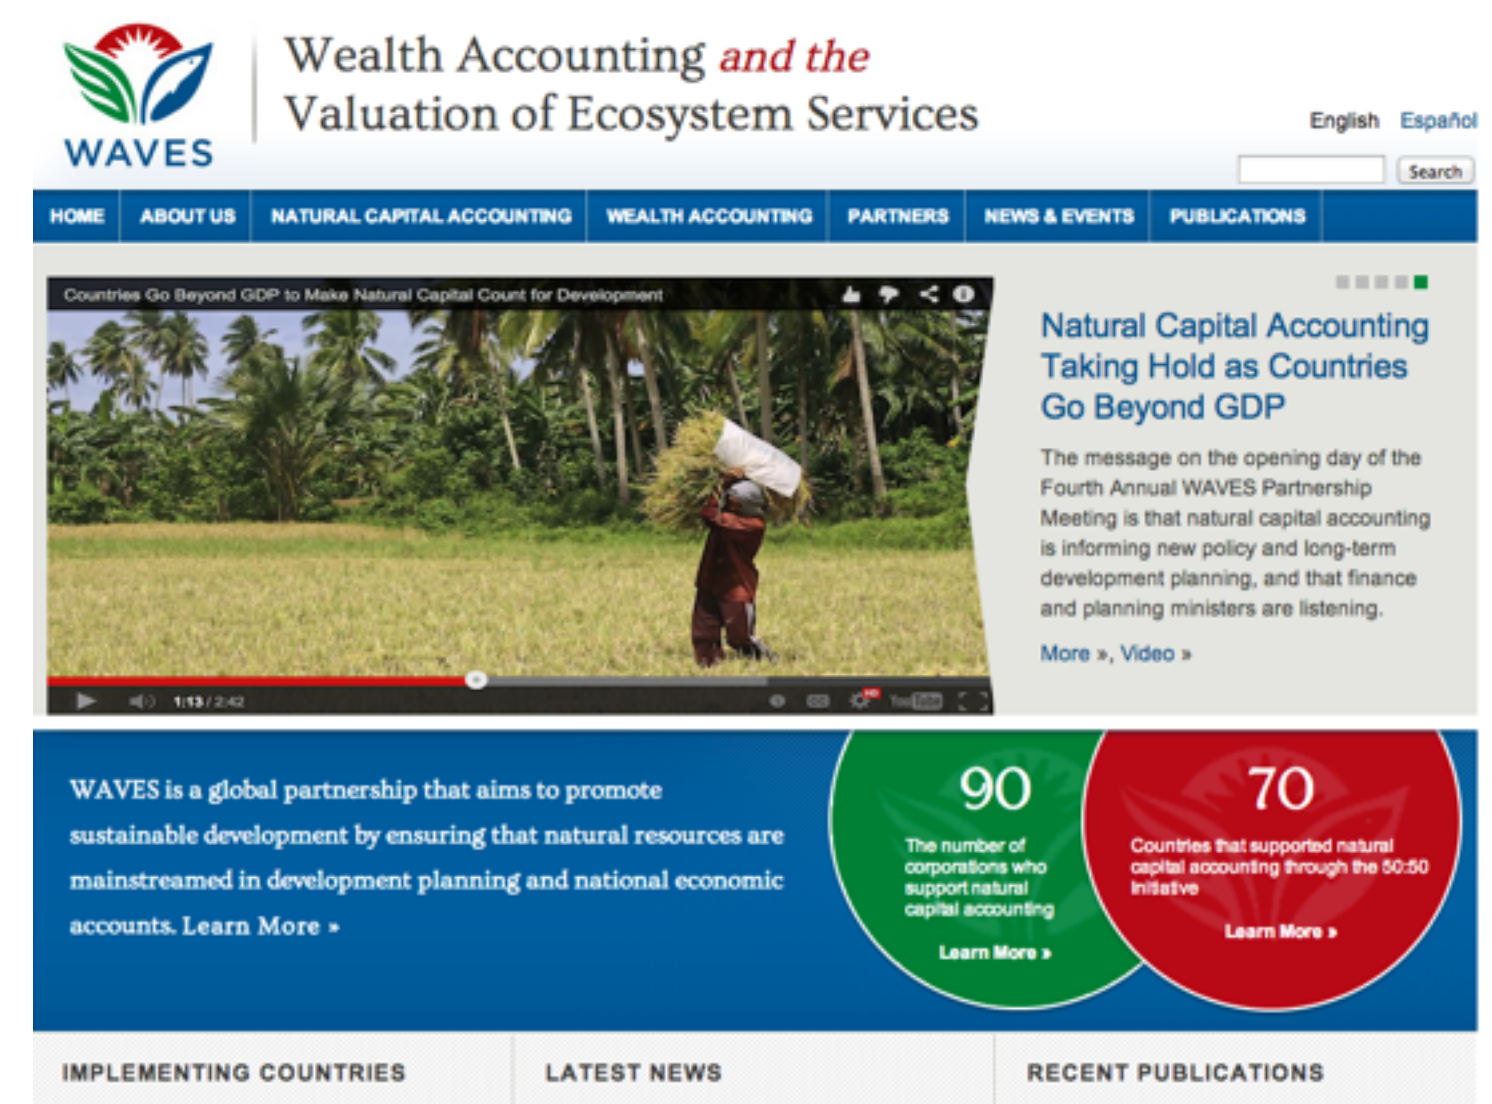 WAVES
Wealth Accounting and the
Valuation of Ecosystem Services
English Español
Search
HOME ABOUT US NATURAL CAPITAL ACCOUNTING WEALTH ACCOUNTING PARTNERS NEWS & EVENTS PUBLICATIONS
Countries Go Beyond GDP to Make Natural Capital Count for Development
1:13 / 2:42
CC
HD
YouTube
Natural Capital Accounting
Taking Hold as Countries
Go Beyond GDP
The message on the opening day of the
Fourth Annual WAVES Partnership
Meeting is that natural capital accounting
is informing new policy and long-term
development planning, and that finance
and planning ministers are listening.
More », Video »
WAVES is a global partnership that aims to promote
sustainable development by ensuring that natural resources are
mainstreamed in development planning and national economic
accounts. Learn More »
90
The number of
corporations who
support natural
capital accounting
Learn More »
70
Countries that supported natural
capital accounting through the 50:50
Initiative
Learn More »
IMPLEMENTING COUNTRIES
LATEST NEWS
RECENT PUBLICATIONS